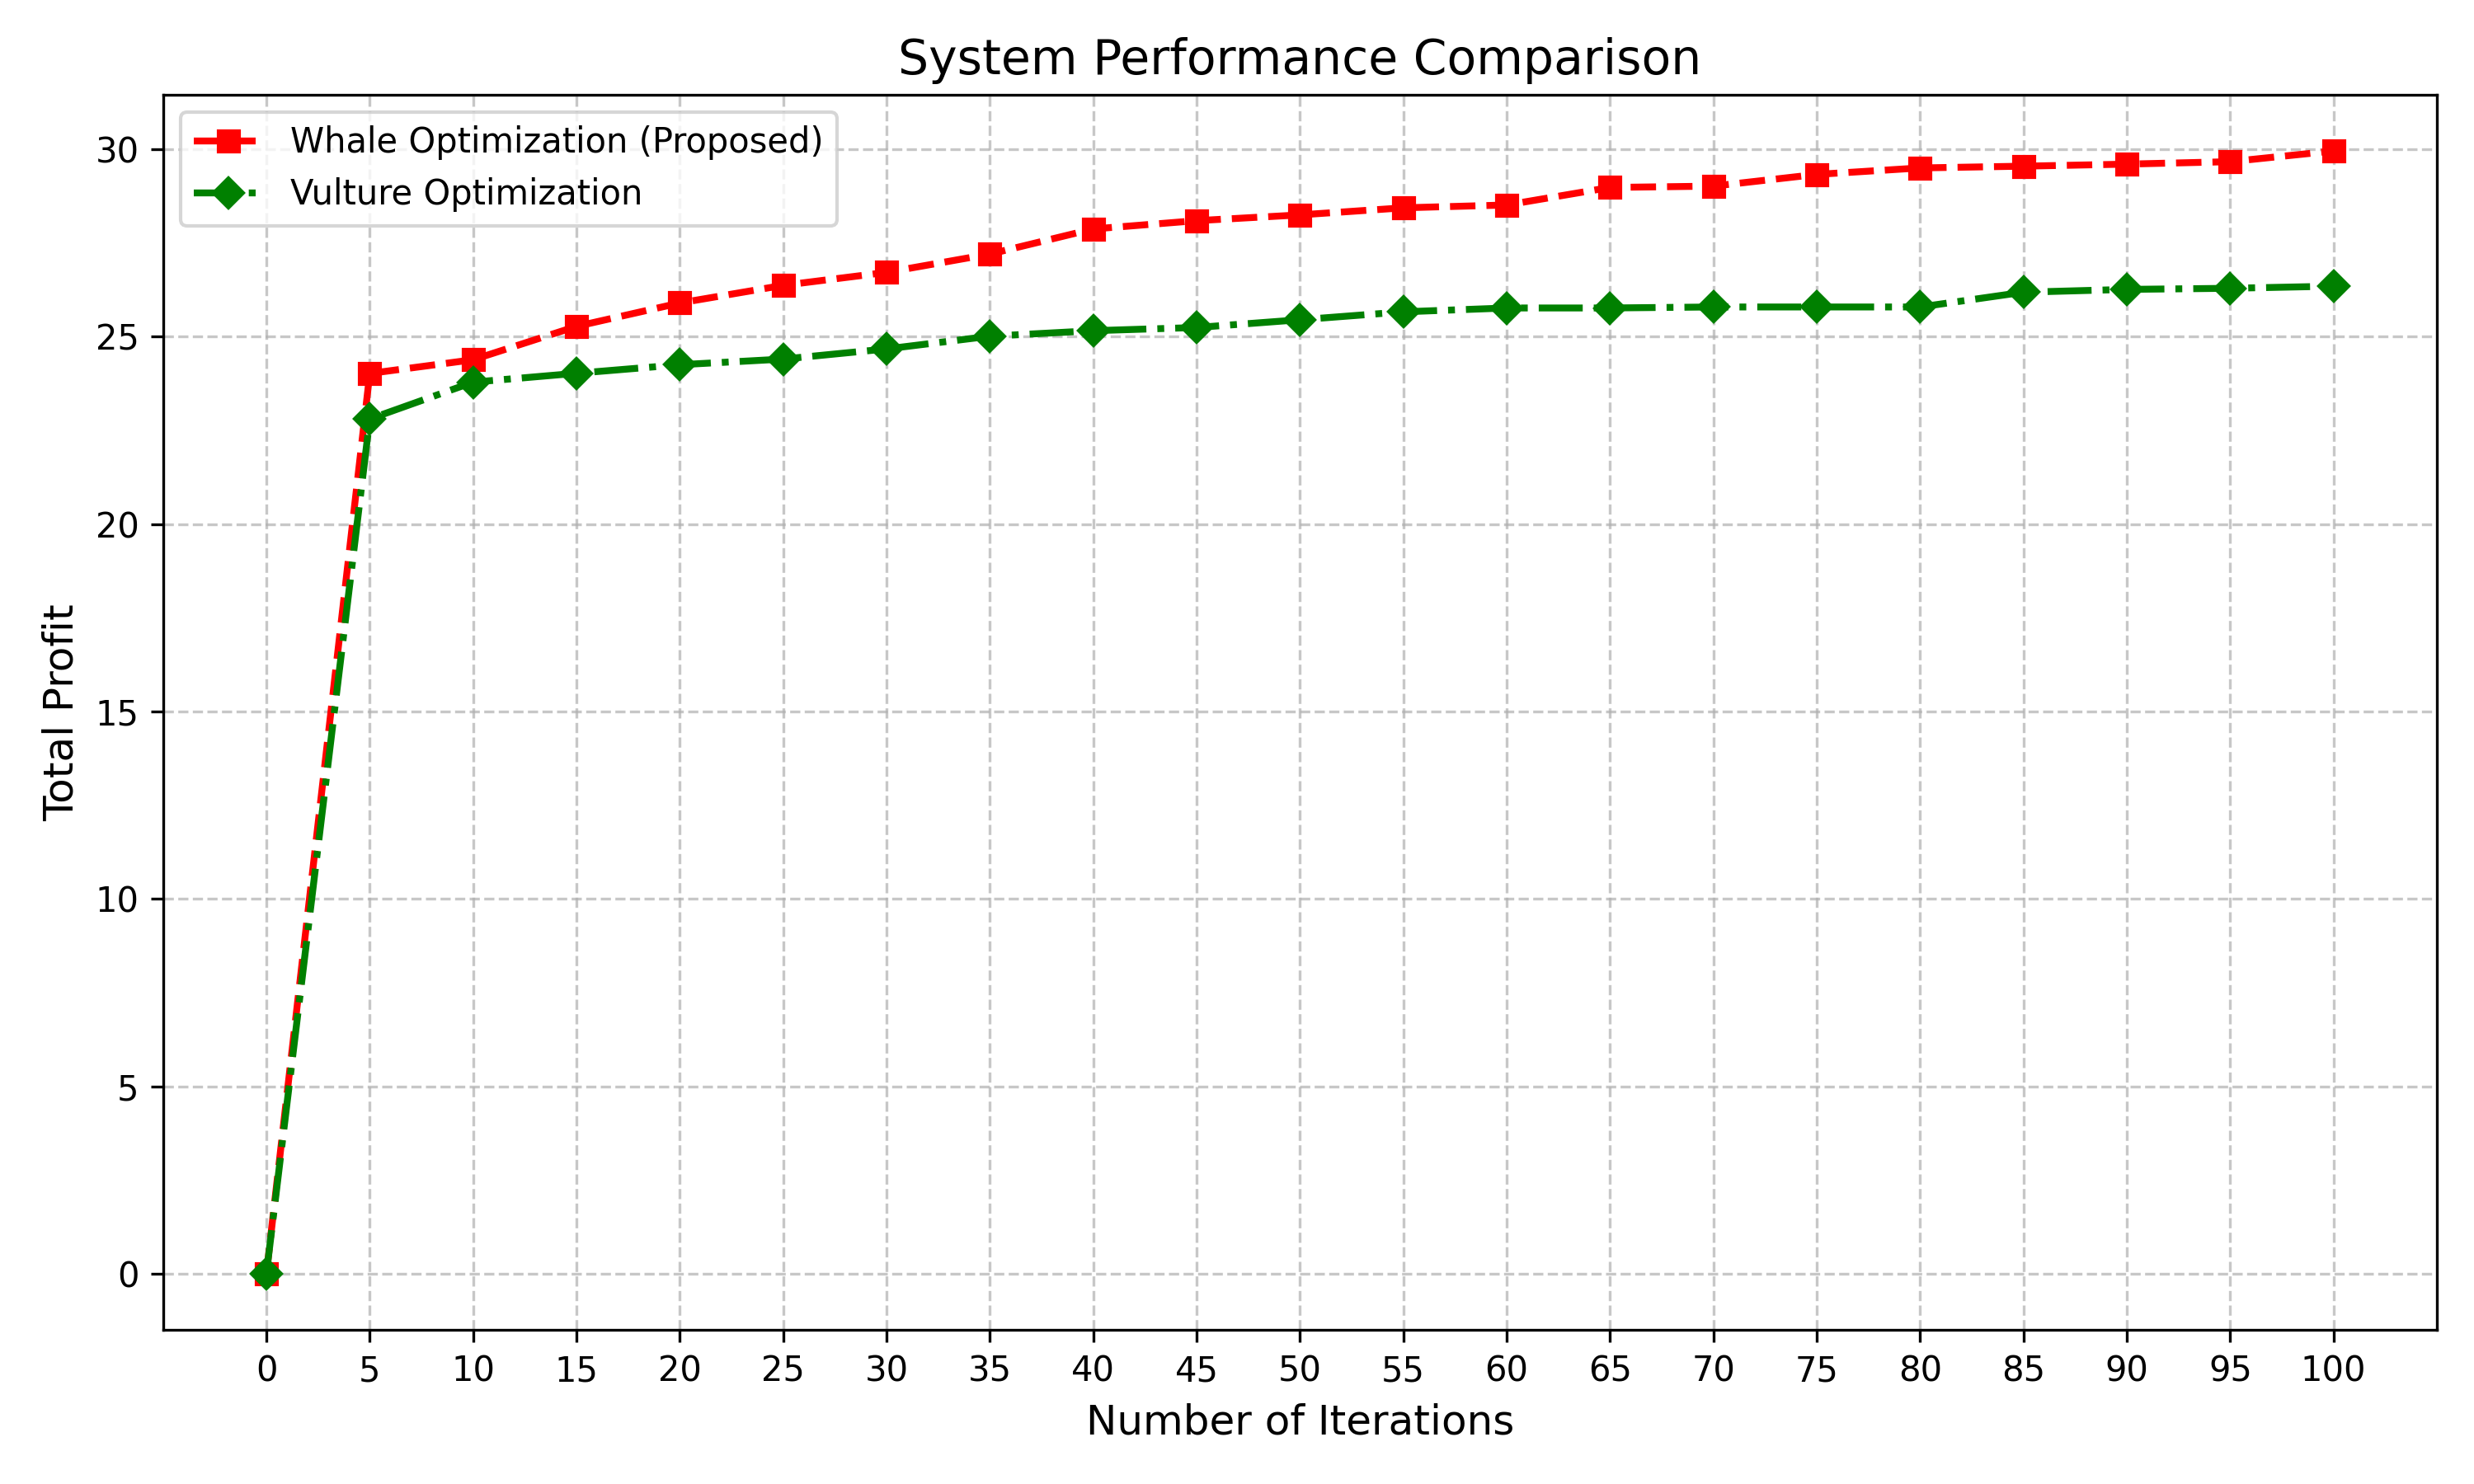 System Performance Comparison
Whale Optimization (Proposed)
Vulture Optimization
Total Profit
30
25
20
15
10
5
0
0 5 10 15 20 25 30 35 40 45 50 55 60 65 70 75 80 85 90 95 100
Number of Iterations